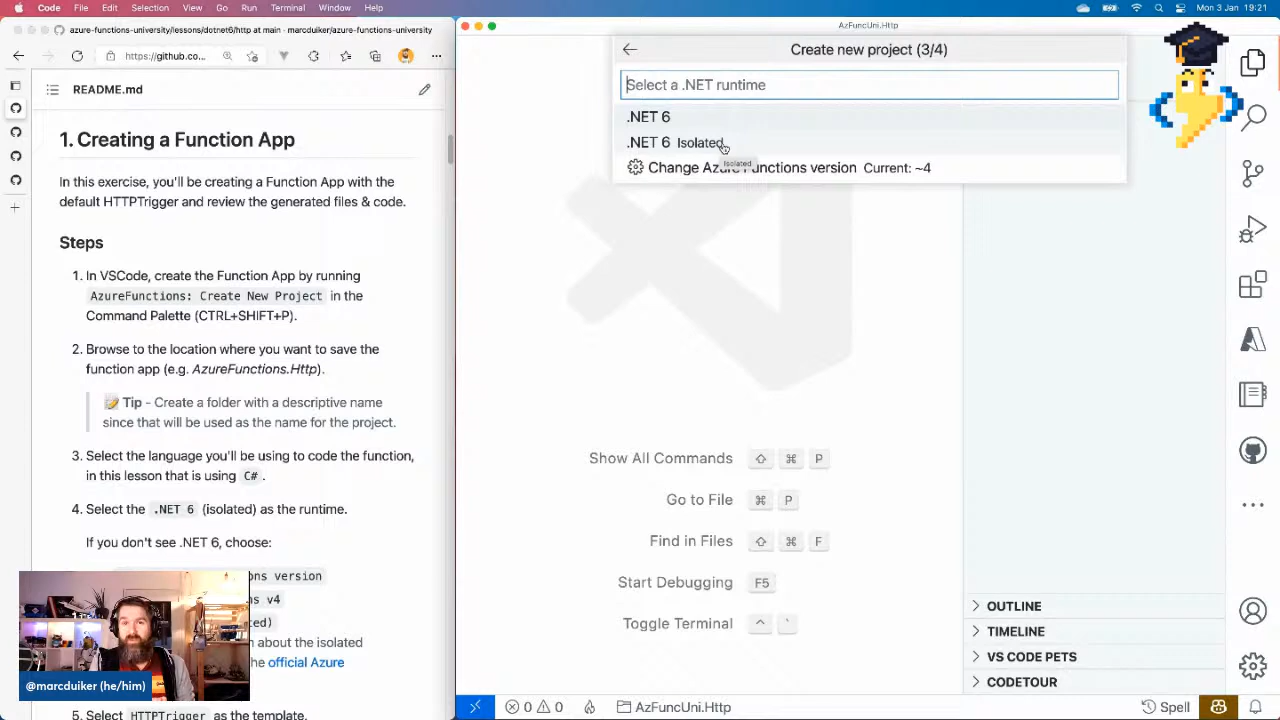 Code File Edit Selection View Go Run Terminal Window Help
Mon 3 Jan 19:21
azure-functions-university/lessons/dotnet6/http at main · marcduiker/azure-functions-university
https://github.co...
README.md
1. Creating a Function App
In this exercise, you'll be creating a Function App with the
default HTTPTrigger and review the generated files & code.
Steps
1. In VSCode, create the Function App by running
AzureFunctions: Create New Project in the
Command Palette (CTRL+SHIFT+P).
2. Browse to the location where you want to save the
function app (e.g. AzureFunctions.Http).
Tip - Create a folder with a descriptive name
since that will be used as the name for the project.
3. Select the language you'll be using to code the function,
in this lesson that is using C# .
4. Select the .NET 6 (isolated) as the runtime.
If you don't see .NET 6, choose:
version
v4
about the isolated
official Azure
5. Select HTTPTrigger as the template.
@marcduiker (he/him)
AzFuncUni.Http
Create new project (3/4)
Select a .NET runtime
.NET 6
.NET 6 Isolated
Isolated
Change Azure Functions version Current: ~4
Show All Commands ⇧ ⌘ P
Go to File ⌘ P
Find in Files ⇧ ⌘ F
Start Debugging F5
Toggle Terminal ^ `
OUTLINE
TIMELINE
VS CODE PETS
CODETOUR
0 0 AzFuncUni.Http
Spell